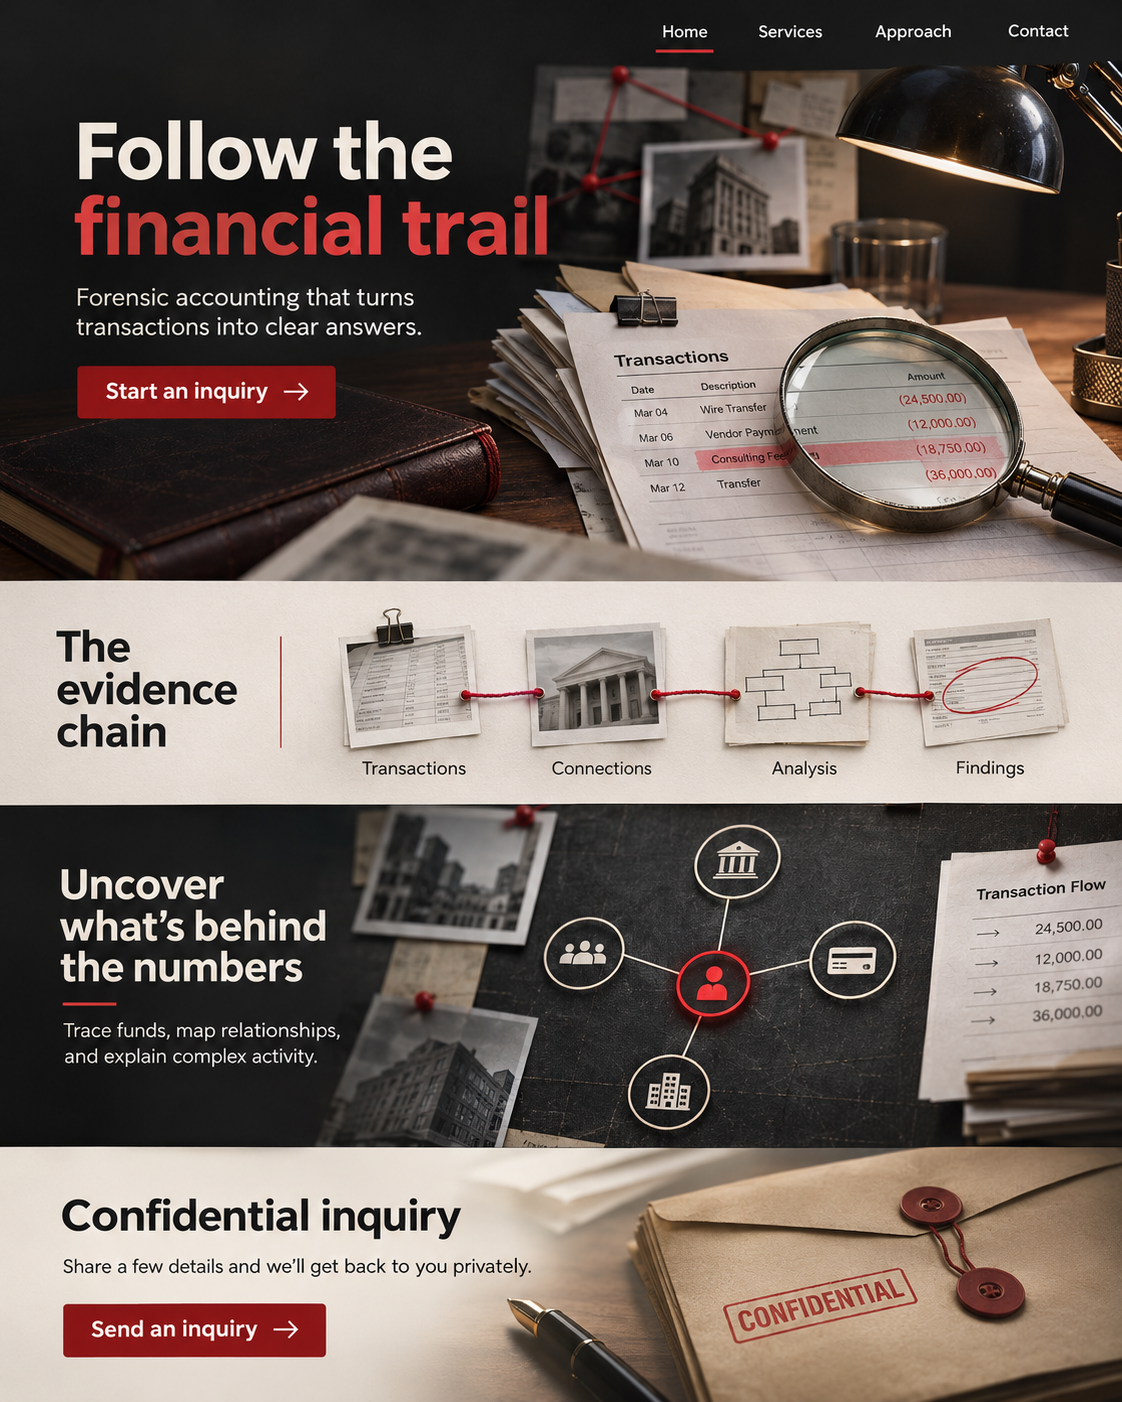 Home Services Approach Contact
Follow the
financial trail
Forensic accounting that turns
transactions into clear answers.
Start an inquiry →
Transactions
Date Description Amount
Mar 04 Wire Transfer (24,500.00)
Mar 06 Vendor Payment (12,000.00)
Mar 10 Consulting Fee (18,750.00)
Mar 12 Transfer (36,000.00)
The
evidence
chain
Transactions
Connections
Analysis
Findings
Uncover
what's behind
the numbers
Trace funds, map relationships,
and explain complex activity.
Transaction Flow
→ 24,500.00
→ 12,000.00
→ 18,750.00
→ 36,000.00
Confidential inquiry
Share a few details and we'll get back to you privately.
Send an inquiry →
CONFIDENTIAL